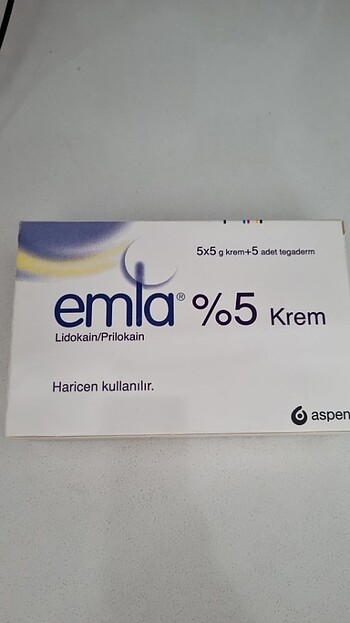 5x5 g krem+5 adet tegaderm
emla® %5 Krem
Lidokain/Prilokain
Haricen kullanılır.
aspen